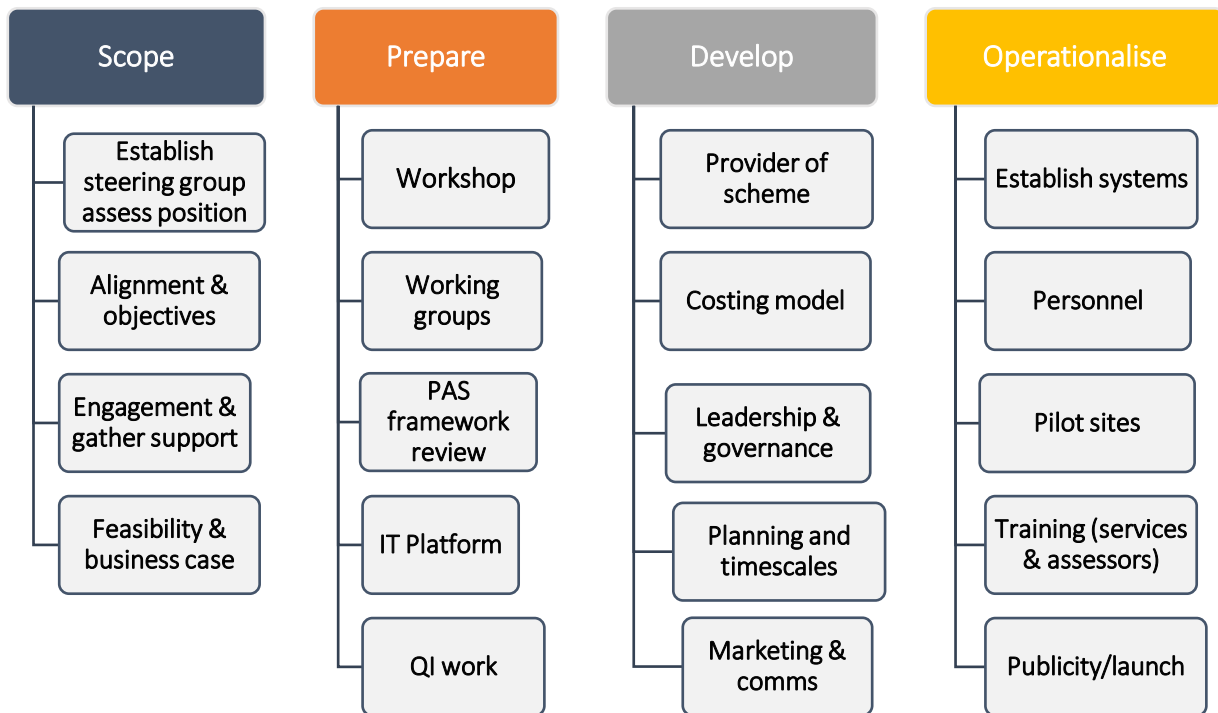 Scope
Establish
steering group
assess position
Alignment &
objectives
Engagement &
gather support
Feasibility &
business case
Prepare
Workshop
Working
groups
PAS
framework
review
IT Platform
QI work
Develop
Provider of
scheme
Costing model
Leadership &
governance
Planning and
timescales
Marketing &
comms
Operationalise
Establish systems
Personnel
Pilot sites
Training (services
& assessors)
Publicity/launch